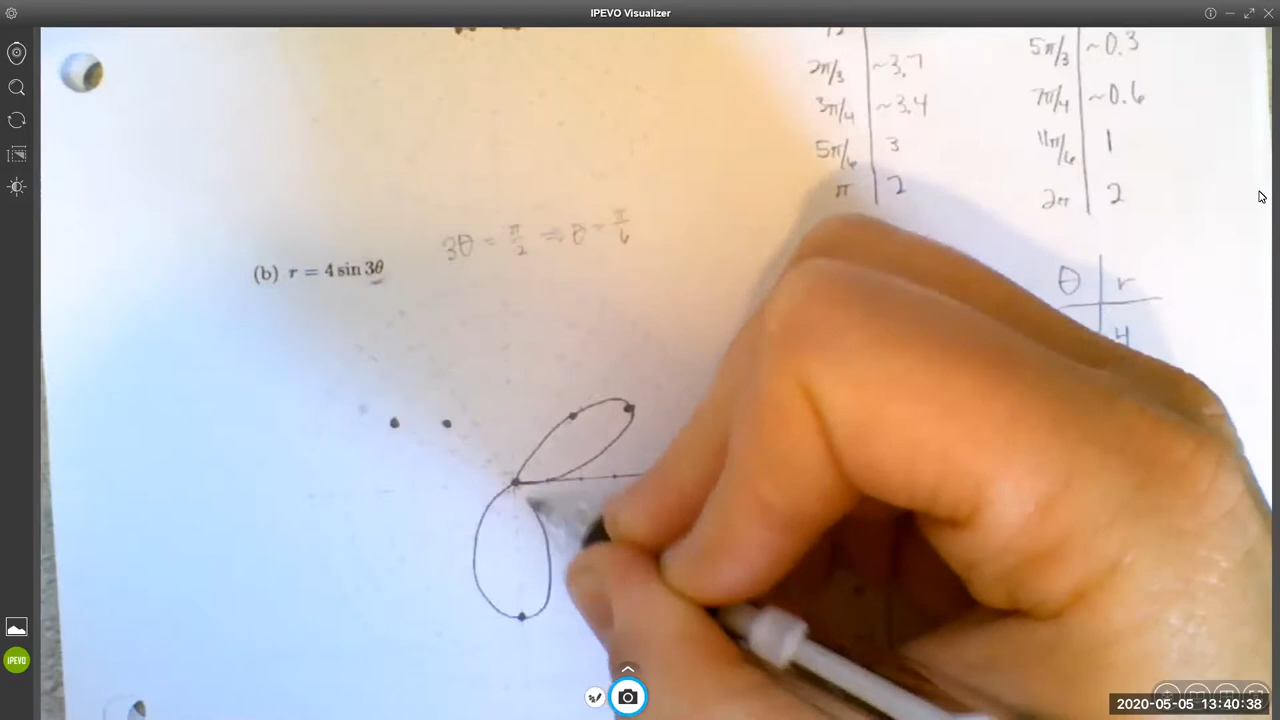 IPEVO Visualizer
2π/3 ~3.7
3π/4 ~3.4
5π/6 3
π 2
5π/3 ~0.3
7π/4 ~0.6
11π/6 1
2π 2
3θ = π/2 ⇒ θ = π/6
(b) r = 4 sin 3θ
θ r
4
IPEVO
2020-05-05 13:40:38